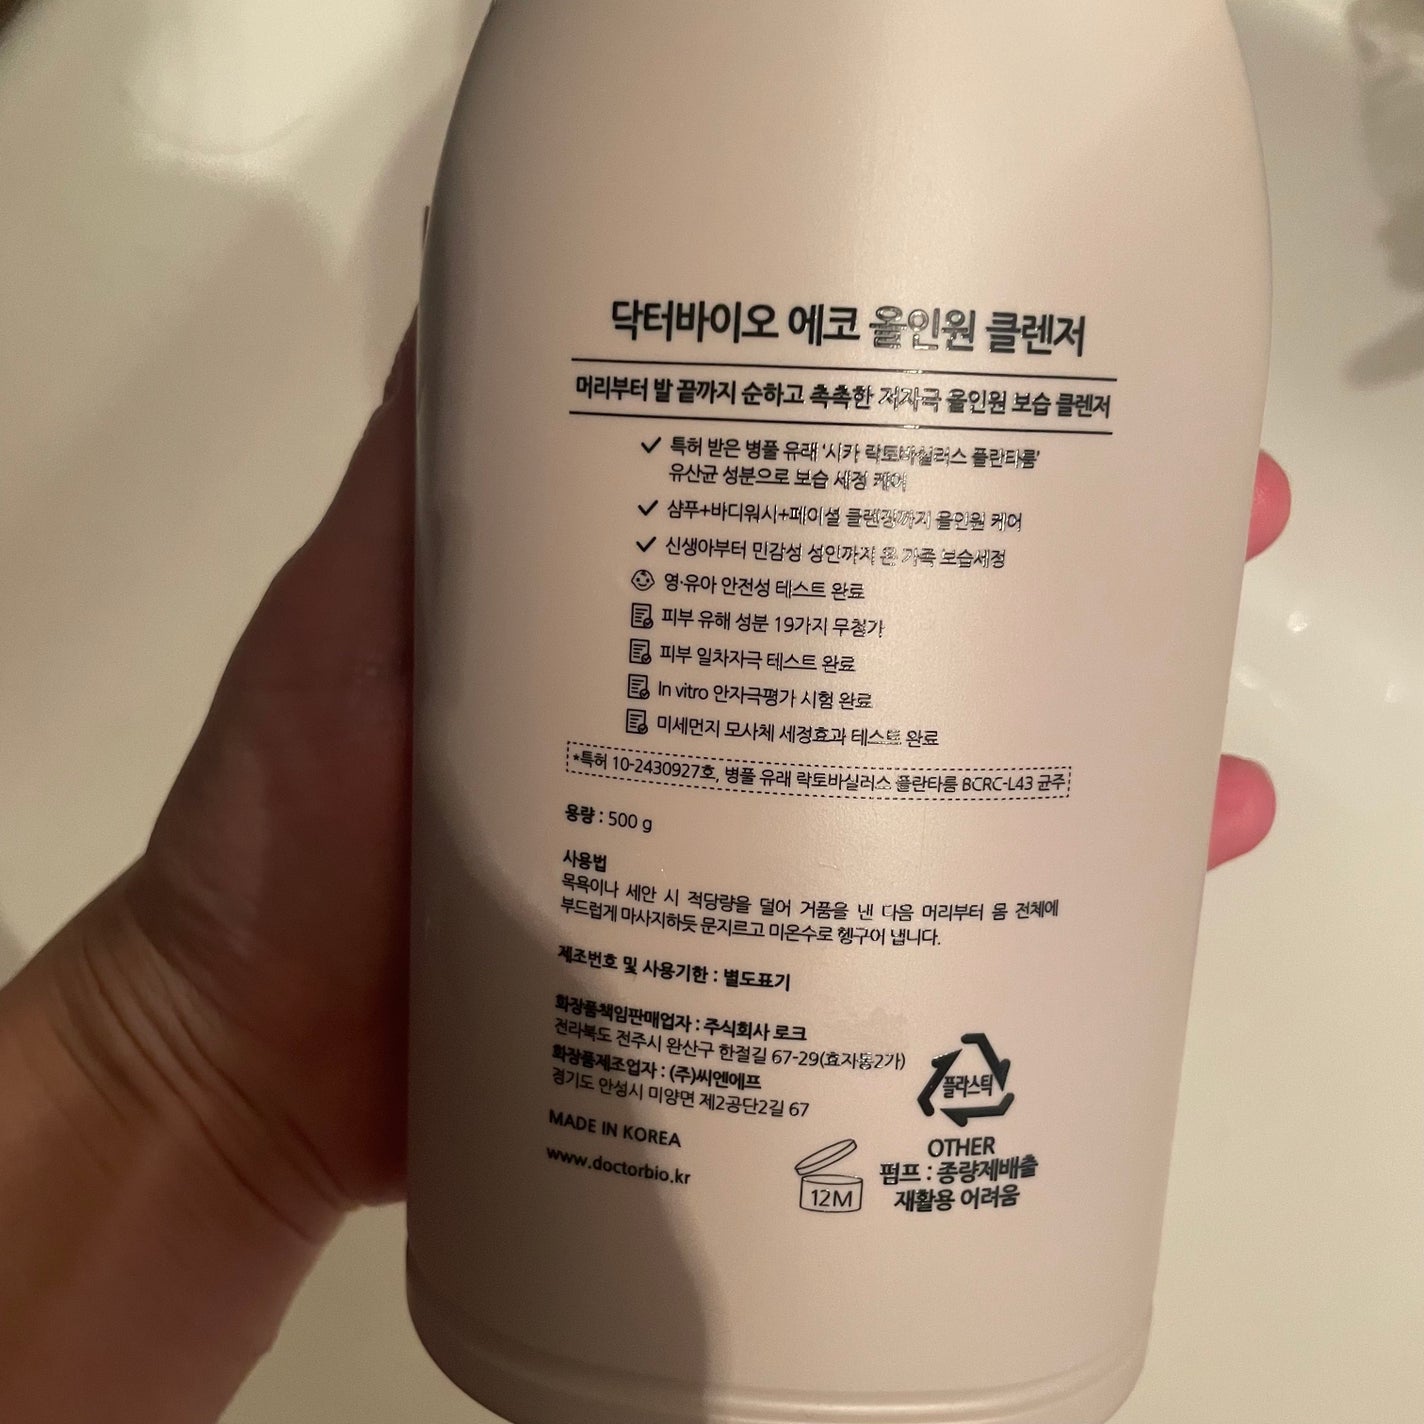 닥터바이오 에코 올인원 클렌저
머리부터 발 끝까지 순하고 촉촉한 저자극 올인원 보습 클렌저
특허 받은 병풀 유래 '시카 락토바실러스 플란타룸'
유산균 성분으로 보습 세정 케어
샴푸+바디워시+페이셜 클렌징까지 올인원 케어
신생아부터 민감성 성인까지 온 가족 보습세정
영·유아 안전성 테스트 완료
피부 유해 성분 19가지 무첨가
피부 일차자극 테스트 완료
In vitro 안자극평가 시험 완료
미세먼지 모사체 세정효과 테스트 완료
*특허 10-2430927호, 병풀 유래 락토바실러스 플란타룸 BCRC-L43 균주
용량 : 500 g
사용법
목욕이나 세안 시 적당량을 덜어 거품을 낸 다음 머리부터 몸 전체에
부드럽게 마사지하듯 문지르고 미온수로 헹구어 냅니다.
제조번호 및 사용기한 : 별도표기
화장품책임판매업자 : 주식회사 로크
전라북도 전주시 완산구 한절길 67-29(효자동2가)
화장품제조업자 : (주)씨엔에프
경기도 안성시 미양면 제2공단2길 67
MADE IN KOREA
www.doctorbio.kr
12M
플라스틱
OTHER
펌프 : 종량제배출
재활용 어려움